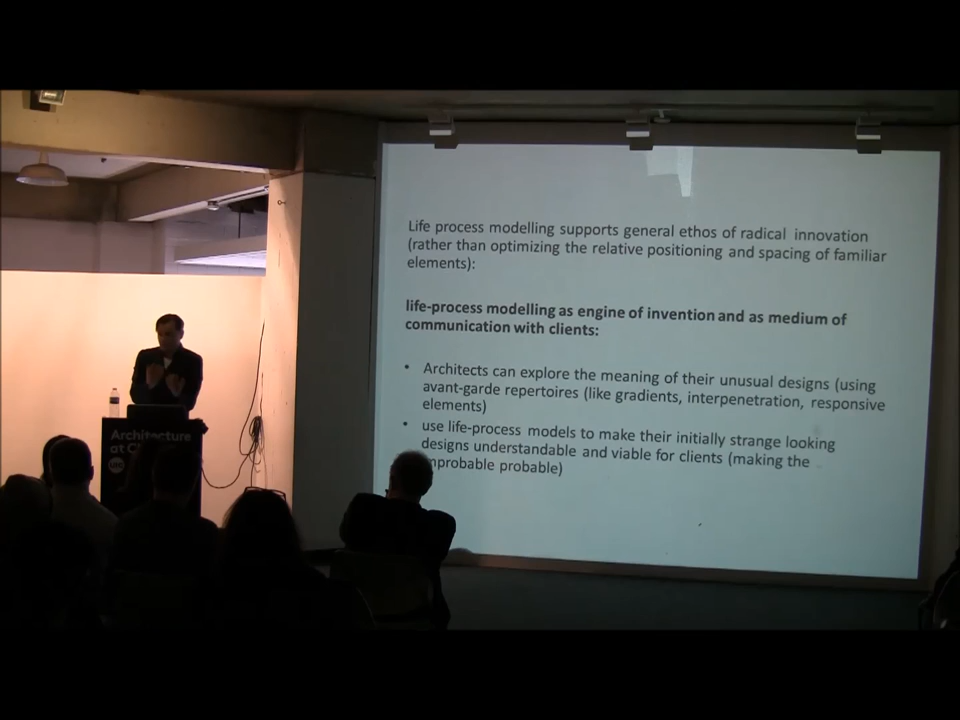 Life process modelling supports general ethos of radical innovation
(rather than optimizing the relative positioning and spacing of familiar
elements):
life-process modelling as engine of invention and as medium of
communication with clients:
• Architects can explore the meaning of their unusual designs (using
avant-garde repertoires (like gradients, interpenetration, responsive
elements)
• use life-process models to make their initially strange looking
designs understandable and viable for clients (making the
mprobable probable)
Architecture
at